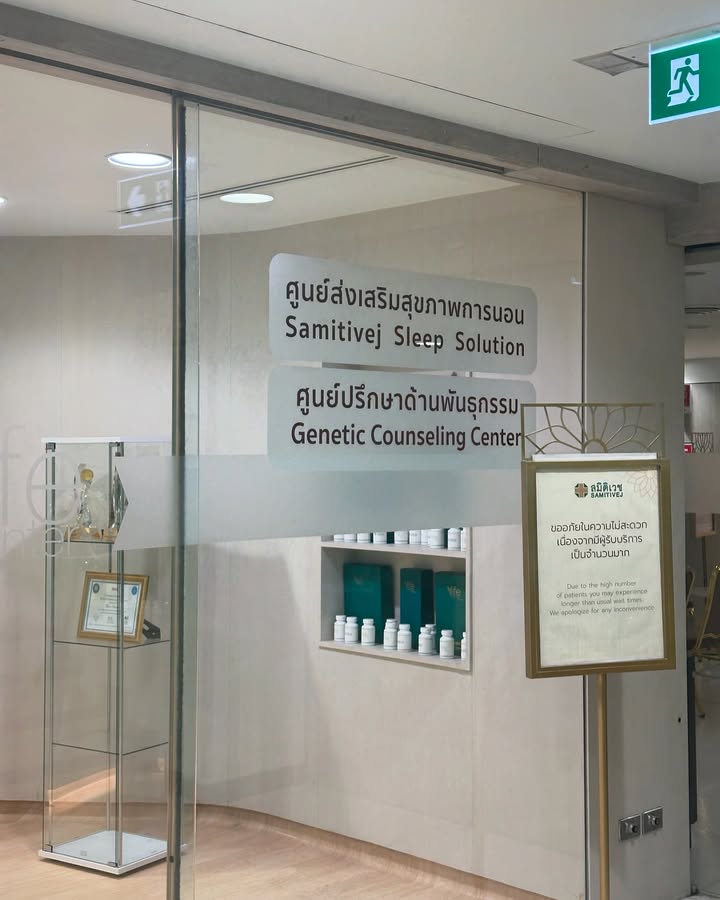 ศูนย์ส่งเสริมสุขภาพการนอน
Samitivej Sleep Solution
ศูนย์ปรึกษาด้านพันธุกรรม
Genetic Counseling Center
สมิติเวช
SAMITIVEJ
ขออภัยในความไม่สะดวก
เนื่องจากมีผู้รับบริการ
เป็นจำนวนมาก
Due to the high number
of patients you may experience
longer than usual wait times.
We apologize for any inconvenience